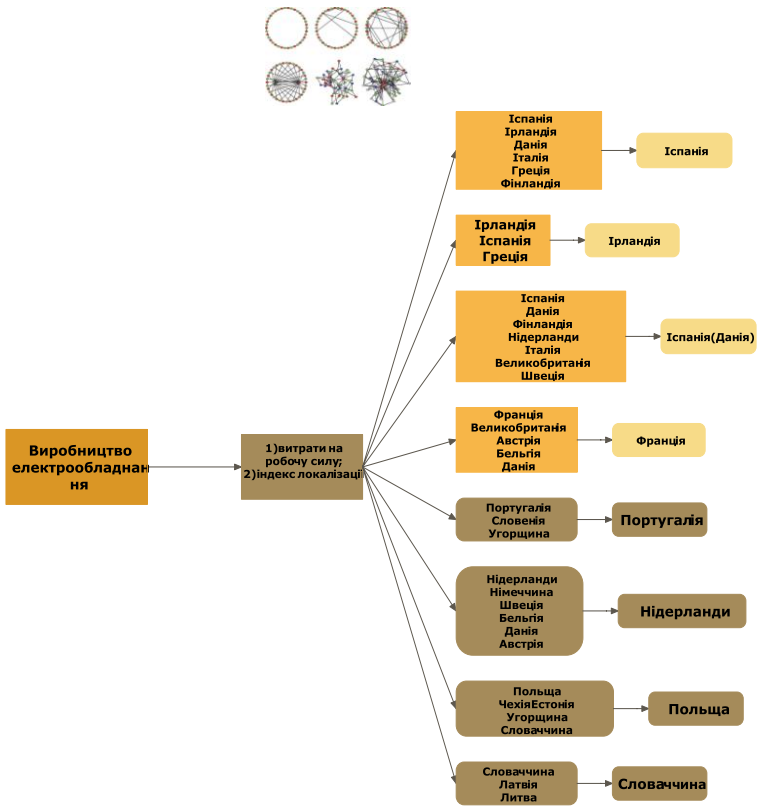 Іспанія
Ірландія
Данія
Італія
Греція
Фінландія
Іспанія
Ірландія
Іспанія
Греція
Ірландія
Іспанія
Данія
Фінландія
Нідерланди
Італія
Великобританія
Швеція
Іспанія(Данія)
Виробництво
електрообладнан
ня
1)витрати на
робочу силу;
2)індекс локалізації
Франція
Великобританія
Австрія
Бельгія
Данія
Франція
Португалія
Словенія
Угорщина
Португалія
Нідерланди
Німеччина
Швеція
Бельгія
Данія
Австрія
Нідерланди
Польща
ЧехіяЕстонія
Угорщина
Словаччина
Польща
Словаччина
Латвія
Литва
Словаччина